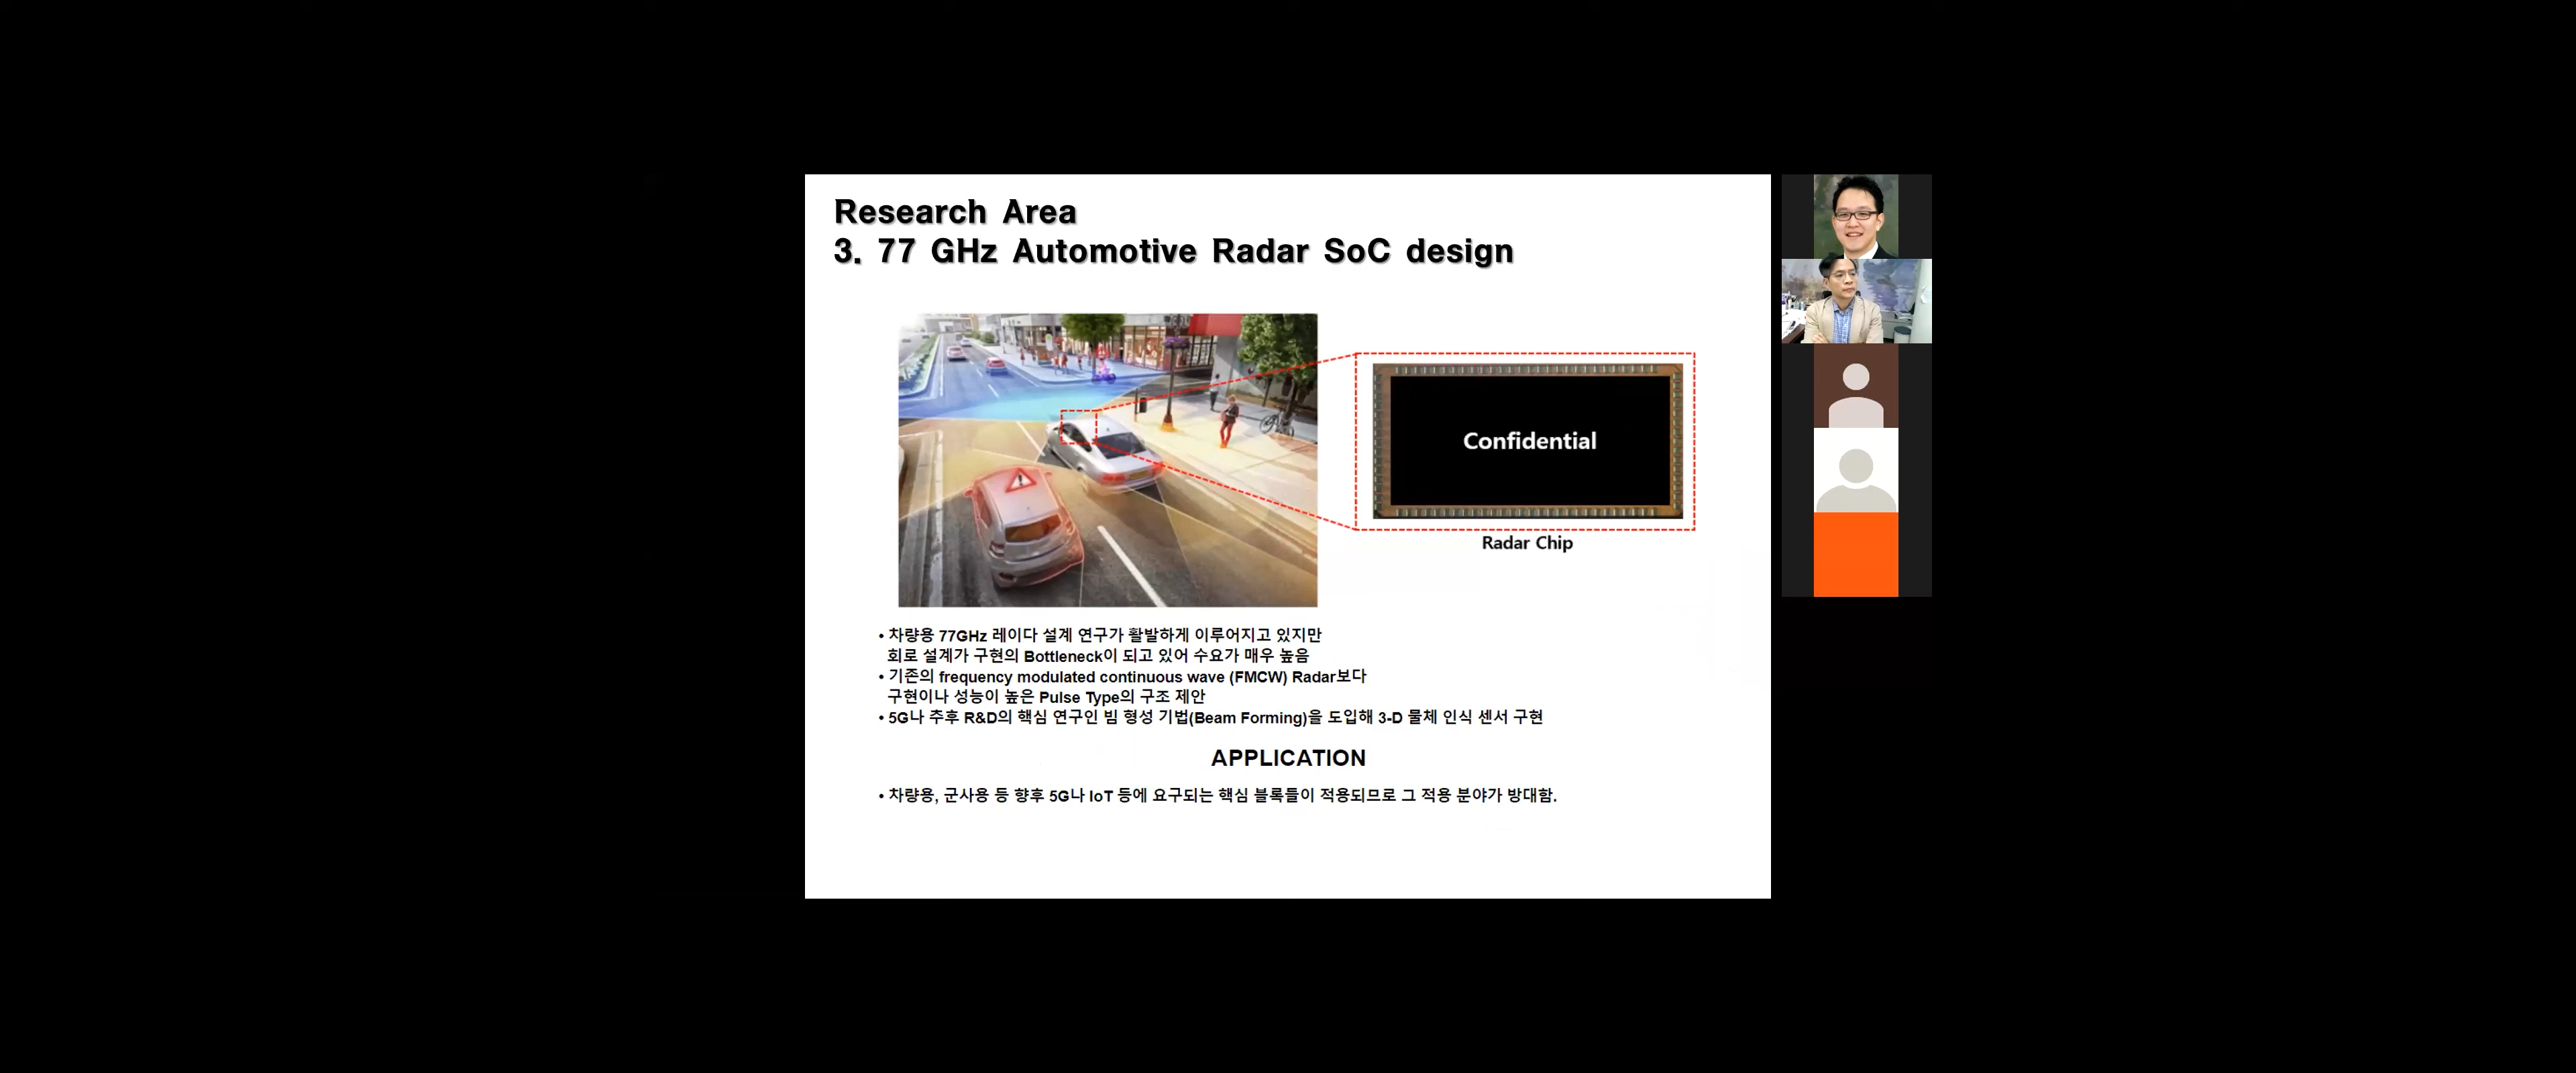 Research Area
3. 77 GHz Automotive Radar SoC design
Confidential
Radar Chip
• 차량용 77GHz 레이다 설계 연구가 활발하게 이루어지고 있지만
회로 설계가 구현의 Bottleneck이 되고 있어 수요가 매우 높음
• 기존의 frequency modulated continuous wave (FMCW) Radar보다
구현이나 성능이 높은 Pulse Type의 구조 제안
• 5G나 추후 R&D의 핵심 연구인 빔 형성 기법(Beam Forming)을 도입해 3-D 물체 인식 센서 구현
APPLICATION
• 차량용, 군사용 등 향후 5G나 IoT 등에 요구되는 핵심 블록들이 적용되므로 그 적용 분야가 방대함.